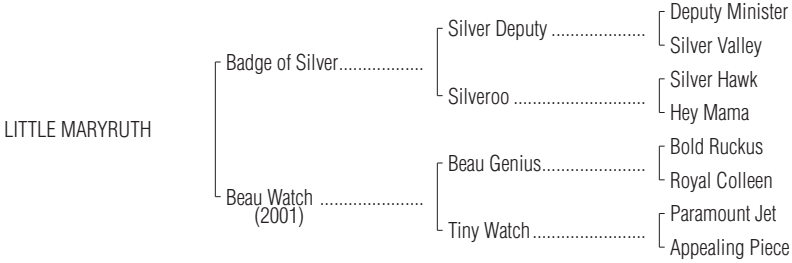 Deputy Minister
Silver Deputy ....................
Silver Valley
Badge of Silver..................
Silver Hawk
Silveroo ............................
Hey Mama
LITTLE MARYRUTH
Bold Ruckus
Beau Genius......................
Royal Colleen
Beau Watch ......................
(2001)
Paramount Jet
Tiny Watch........................
Appealing Piece